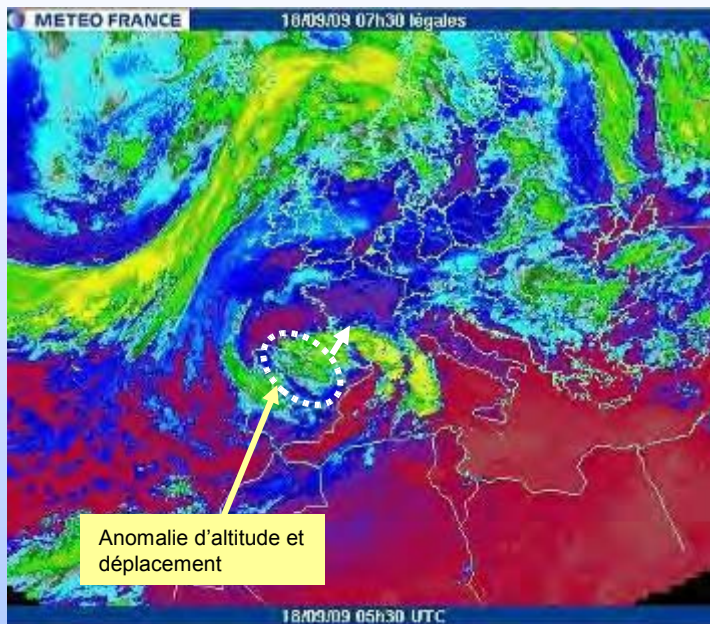 METEO FRANCE 18/09/09 07h30 légales
Anomalie d'altitude et
déplacement
18/09/09 05h30 UTC